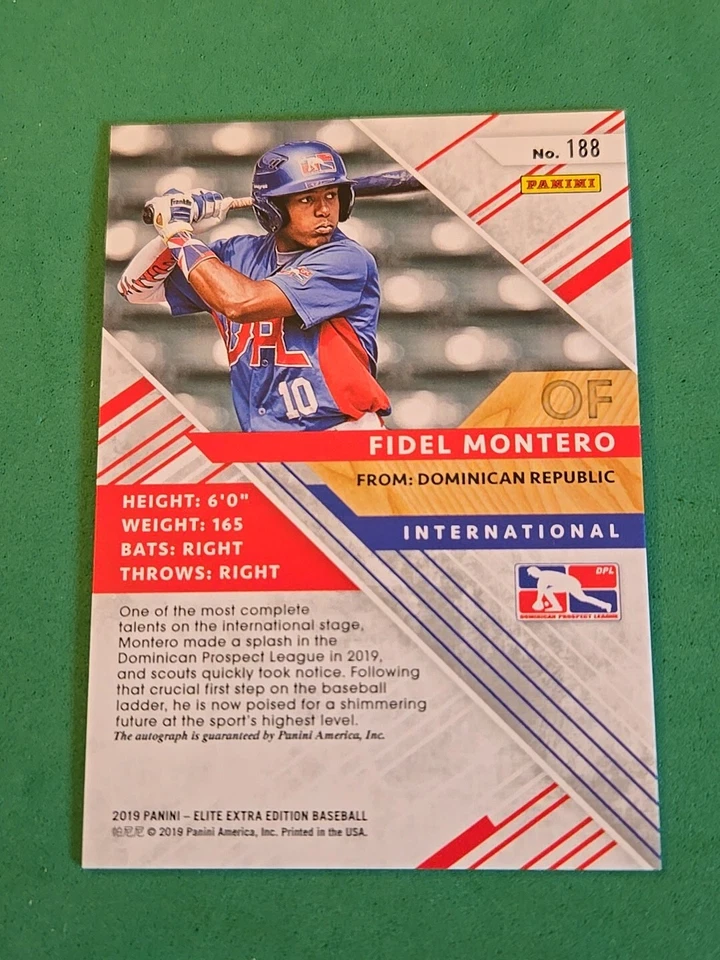 No. 188
PANINI
Franklin
DPL
10
OF
FIDEL MONTERO
FROM: DOMINICAN REPUBLIC
INTERNATIONAL
HEIGHT: 6'0"
WEIGHT: 165
BATS: RIGHT
THROWS: RIGHT
DPL
DOMINICAN PROSPECT LEAGUE
One of the most complete
talents on the international stage,
Montero made a splash in the
Dominican Prospect League in 2019,
and scouts quickly took notice. Following
that crucial first step on the baseball
ladder, he is now poised for a shimmering
future at the sport's highest level.
The autograph is guaranteed by Panini America, Inc.
2019 PANINI – ELITE EXTRA EDITION BASEBALL
帕尼尼 © 2019 Panini America, Inc. Printed in the USA.